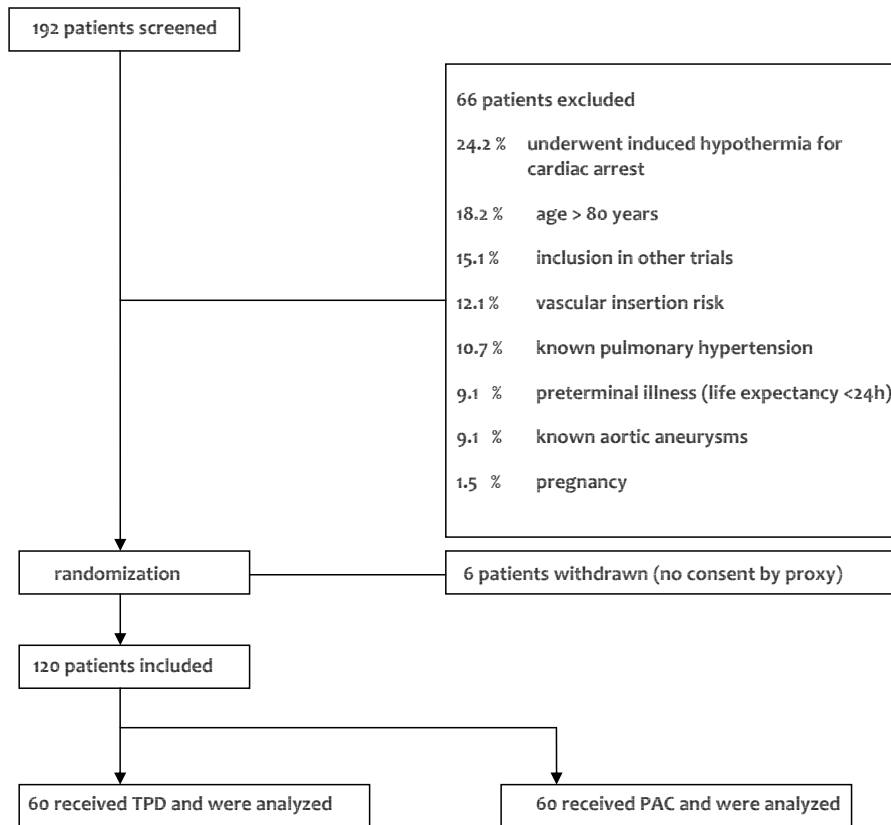 192 patients screened
66 patients excluded
24.2 % underwent induced hypothermia for
cardiac arrest
18.2 % age > 80 years
15.1 % inclusion in other trials
12.1 % vascular insertion risk
10.7 % known pulmonary hypertension
9.1 % preterminal illness (life expectancy <24h)
9.1 % known aortic aneurysms
1.5 % pregnancy
randomization
6 patients withdrawn (no consent by proxy)
120 patients included
60 received TPD and were analyzed
60 received PAC and were analyzed